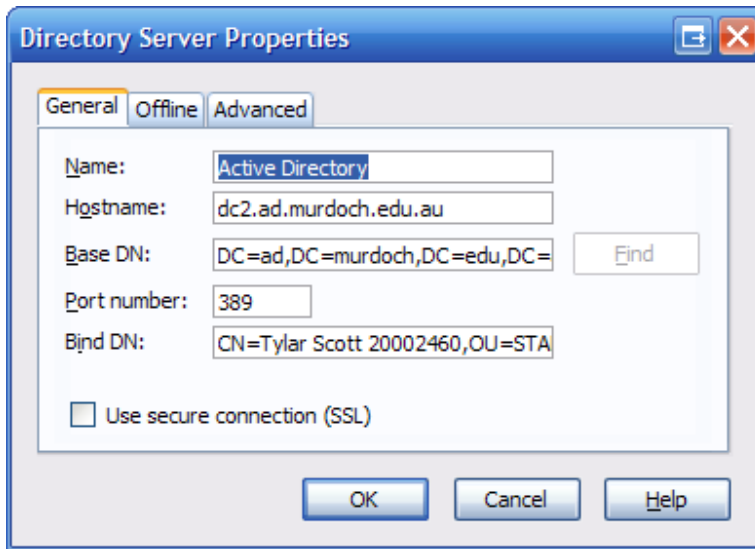 Directory Server Properties
General Offline Advanced
Name: Active Directory
Hostname: dc2.ad.murdoch.edu.au
Base DN: DC=ad,DC=murdoch,DC=edu,DC= Find
Port number: 389
Bind DN: CN=Tylar Scott 20002460,OU=STA
Use secure connection (SSL)
OK Cancel Help